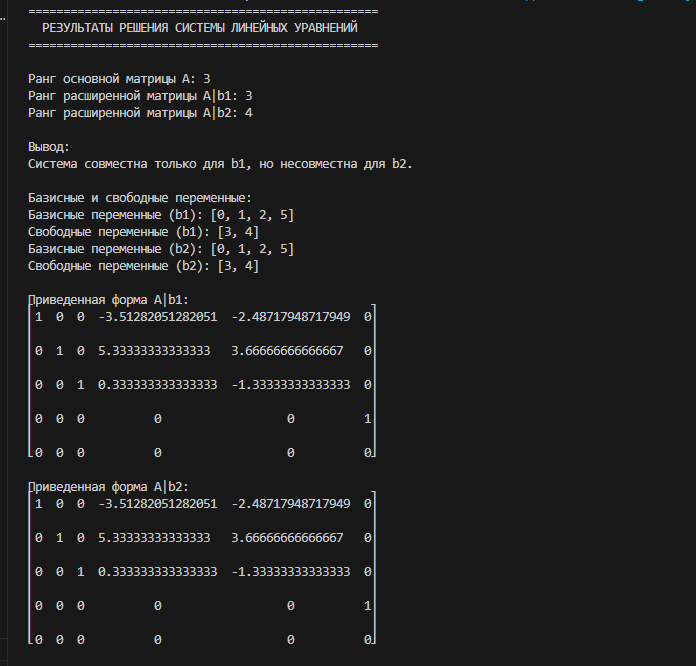 ==================================================
РЕЗУЛЬТАТЫ РЕШЕНИЯ СИСТЕМЫ ЛИНЕЙНЫХ УРАВНЕНИЙ
==================================================
Ранг основной матрицы A: 3
Ранг расширенной матрицы A|b1: 3
Ранг расширенной матрицы A|b2: 4
Вывод:
Система совместна только для b1, но несовместна для b2.
Базисные и свободные переменные:
Базисные переменные (b1): [0, 1, 2, 5]
Свободные переменные (b1): [3, 4]
Базисные переменные (b2): [0, 1, 2, 5]
Свободные переменные (b2): [3, 4]
Приведенная форма A|b1:
⎡1 0 0 -3.51282051282051 -2.48717948717949 0⎤
⎢0 1 0 5.33333333333333 3.66666666666667 0⎥
⎢0 0 1 0.333333333333333 -1.33333333333333 0⎥
⎢0 0 0 0 0 1⎥
⎣0 0 0 0 0 0⎦
Приведенная форма A|b2:
⎡1 0 0 -3.51282051282051 -2.48717948717949 0⎤
⎢0 1 0 5.33333333333333 3.66666666666667 0⎥
⎢0 0 1 0.333333333333333 -1.33333333333333 0⎥
⎢0 0 0 0 0 1⎥
⎣0 0 0 0 0 0⎦